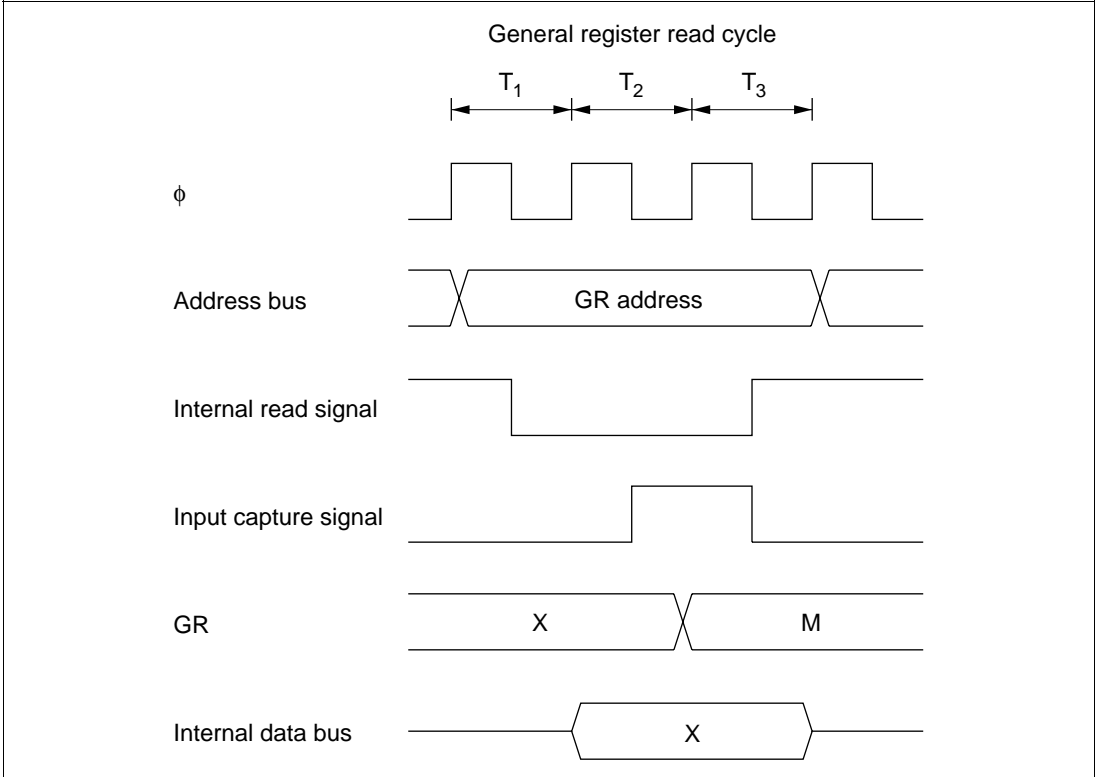 General register read cycle
T1 T2 T3
φ
Address bus
GR address
Internal read signal
Input capture signal
GR
X
M
Internal data bus
X